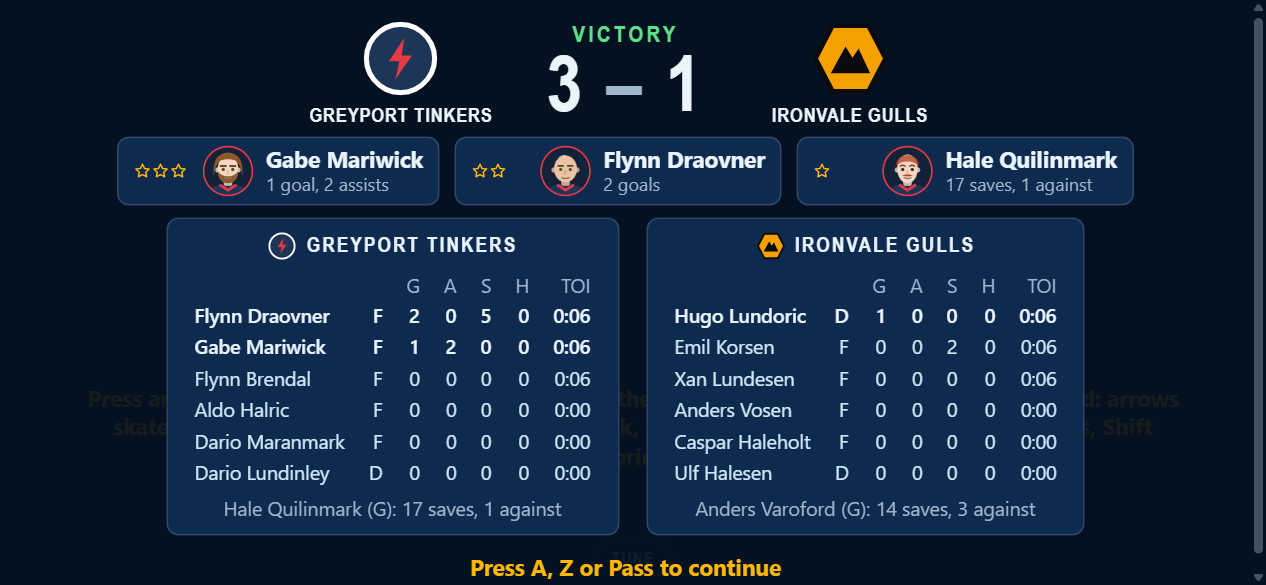 VICTORY
3 – 1
GREYPORT TINKERS
IRONVALE GULLS
Gabe Mariwick
1 goal, 2 assists
Flynn Draovner
2 goals
Hale Quilinmark
17 saves, 1 against
GREYPORT TINKERS
G A S H TOI
Flynn Draovner F 2 0 5 0 0:06
Gabe Mariwick F 1 2 0 0 0:06
Flynn Brendal F 0 0 0 0 0:06
Aldo Halric F 0 0 0 0 0:00
Dario Maranmark F 0 0 0 0 0:00
Dario Lundinley D 0 0 0 0 0:00
Hale Quilinmark (G): 17 saves, 1 against
IRONVALE GULLS
G A S H TOI
Hugo Lundoric D 1 0 0 0 0:06
Emil Korsen F 0 0 2 0 0:06
Xan Lundesen F 0 0 0 0 0:06
Anders Vosen F 0 0 0 0 0:00
Caspar Haleholt F 0 0 0 0 0:00
Ulf Halesen D 0 0 0 0 0:00
Anders Varoford (G): 14 saves, 3 against
Press
arrows
skate
Shift
TUNE
Press A, Z or Pass to continue